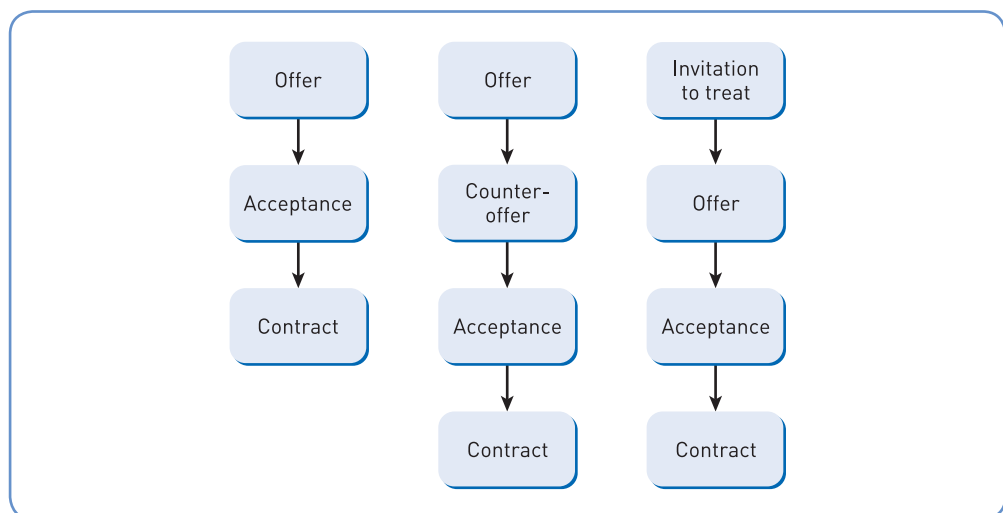 Offer
Acceptance
Contract
Offer
Counter-
offer
Acceptance
Contract
Invitation
to treat
Offer
Acceptance
Contract